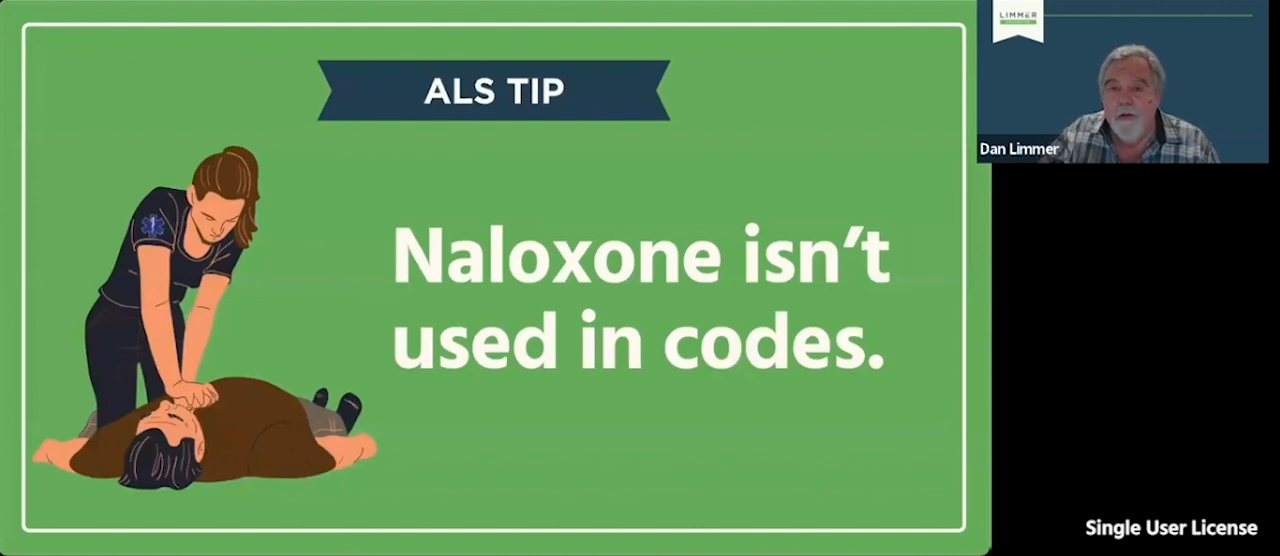 ALS TIP
Naloxone isn't
used in codes.
LIMMER
Dan Limmer
Single User License